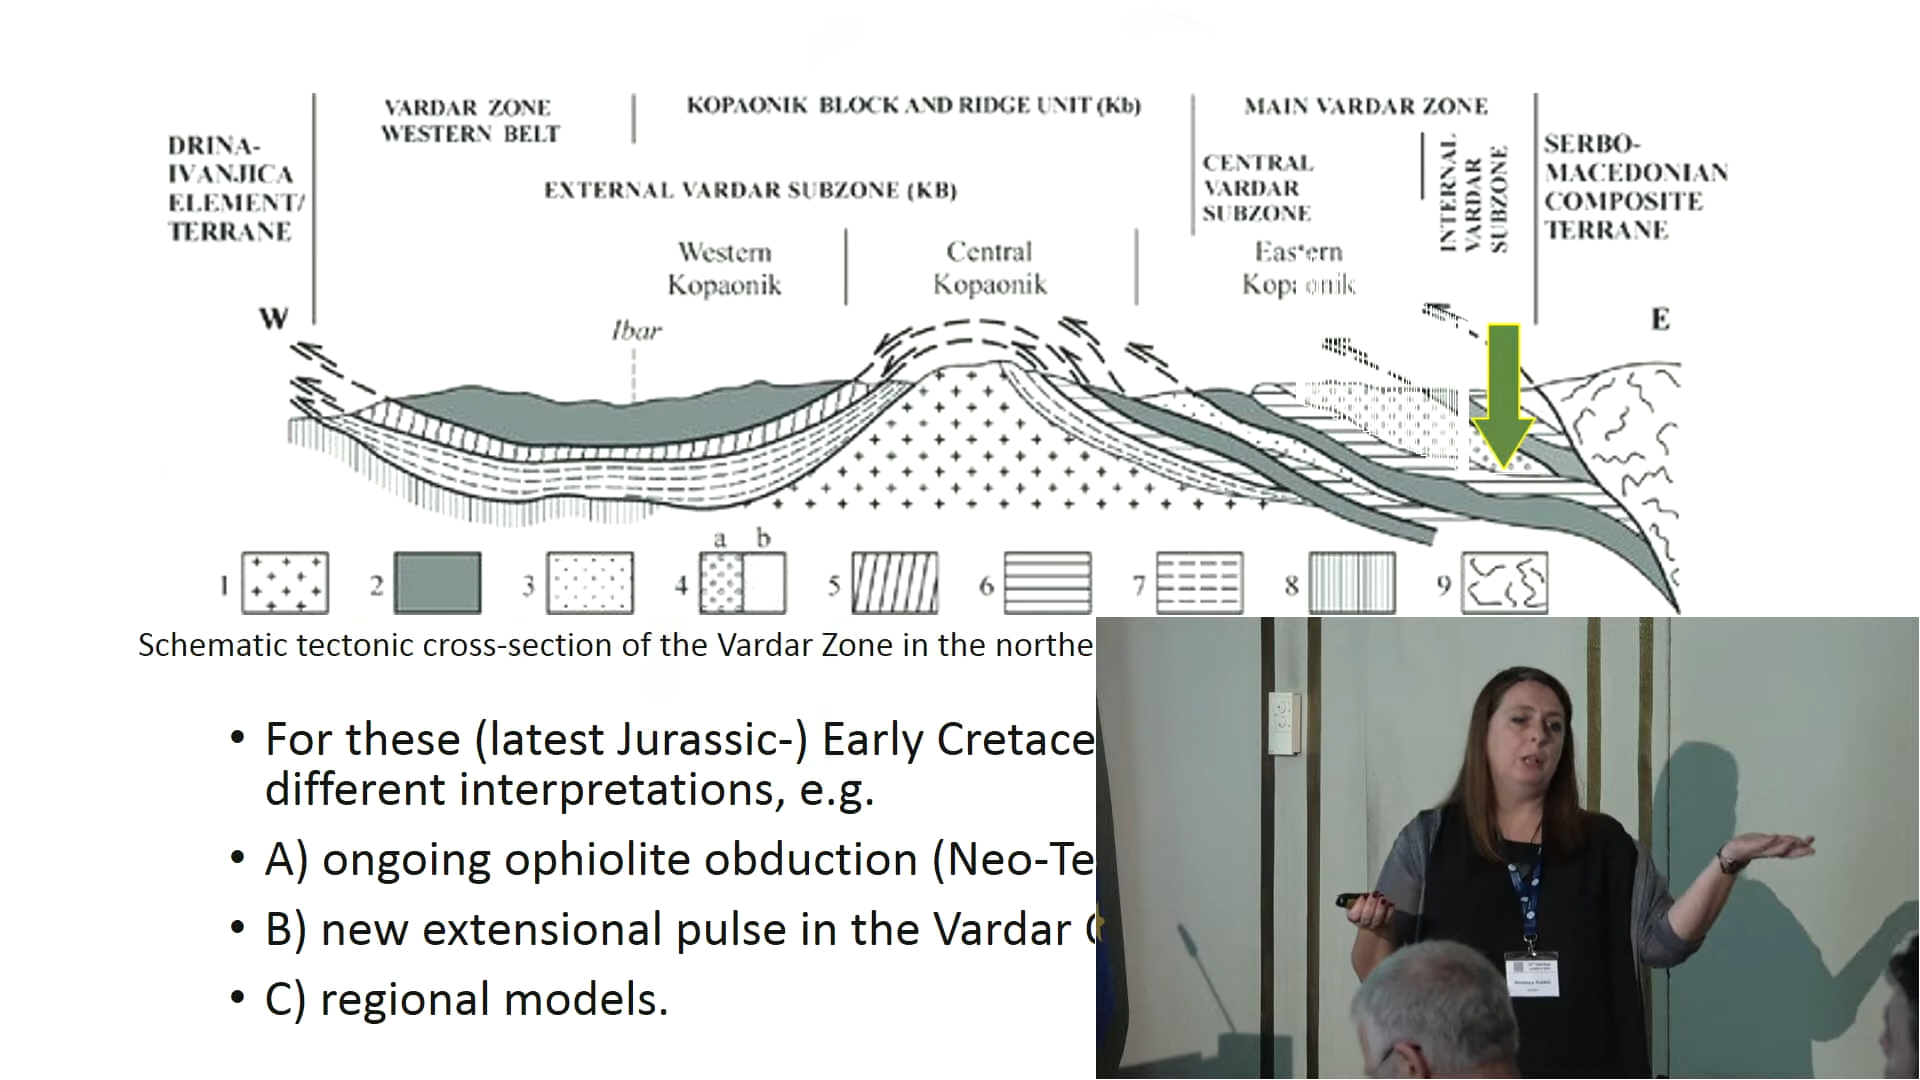 VARDAR ZONE
WESTERN BELT
KOPAONIK BLOCK AND RIDGE UNIT (Kb)
MAIN VARDAR ZONE
DRINA-
IVANJICA
ELEMENT/
TERRANE
EXTERNAL VARDAR SUBZONE (KB)
CENTRAL
VARDAR
SUBZONE
INTERNAL
VARDAR
SUBZONE
SERBO-
MACEDONIAN
COMPOSITE
TERRANE
Western
Kopaonik
Central
Kopaonik
Eastern
Kopaonik
W
Ibar
E
a b
1 2 3 4 5 6 7 8 9
Schematic tectonic cross-section of the Vardar Zone in the northe
• For these (latest Jurassic-) Early Cretace
different interpretations, e.g.
• A) ongoing ophiolite obduction (Neo-Te
• B) new extensional pulse in the Vardar
• C) regional models.